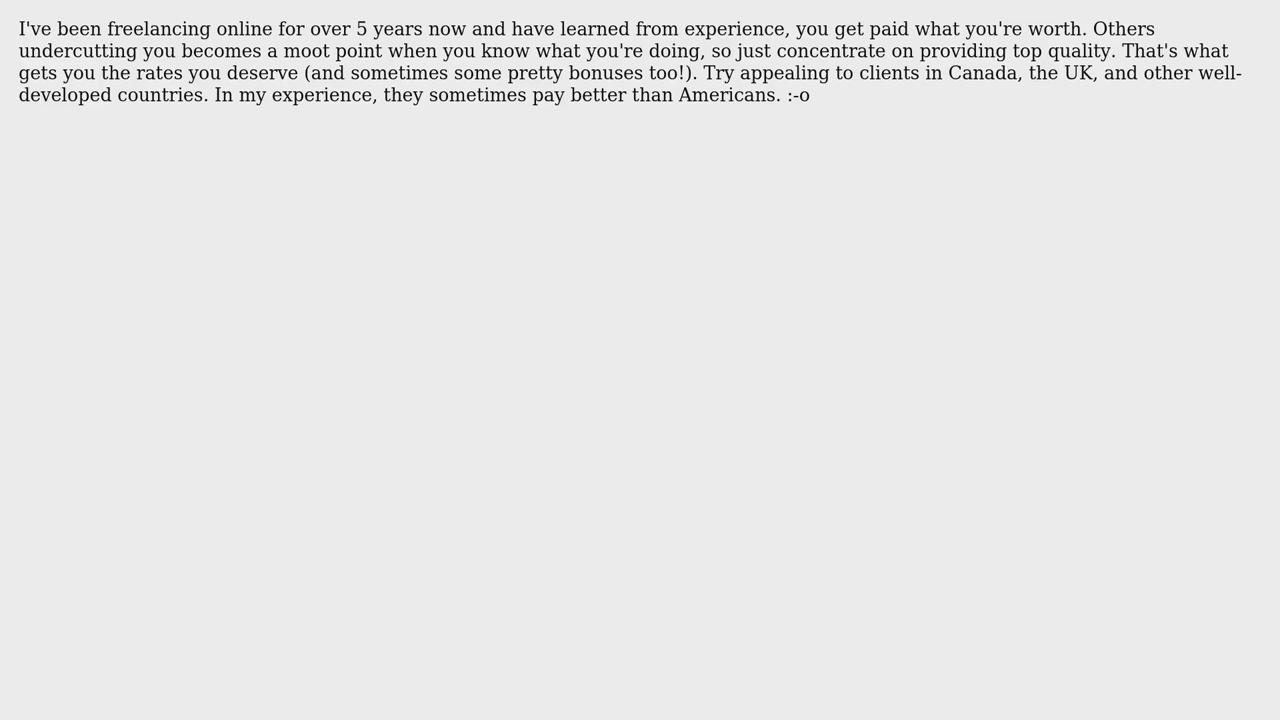 I've been freelancing online for over 5 years now and have learned from experience, you get paid what you're worth. Others
undercutting you becomes a moot point when you know what you're doing, so just concentrate on providing top quality. That's what
gets you the rates you deserve (and sometimes some pretty bonuses too!). Try appealing to clients in Canada, the UK, and other well-
developed countries. In my experience, they sometimes pay better than Americans. :-o